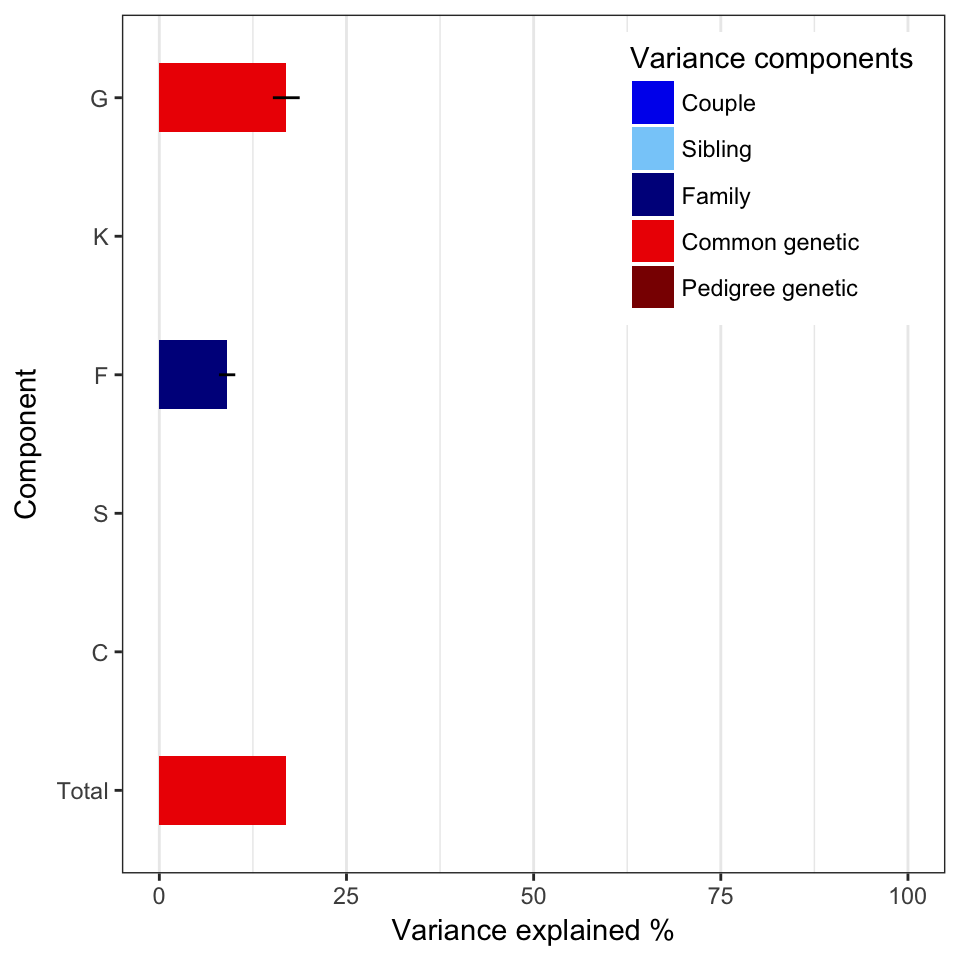 Variance components
Couple
Sibling
Family
Common genetic
Pedigree genetic
Component
G
K
F
S
C
Total
0 25 50 75 100
Variance explained %